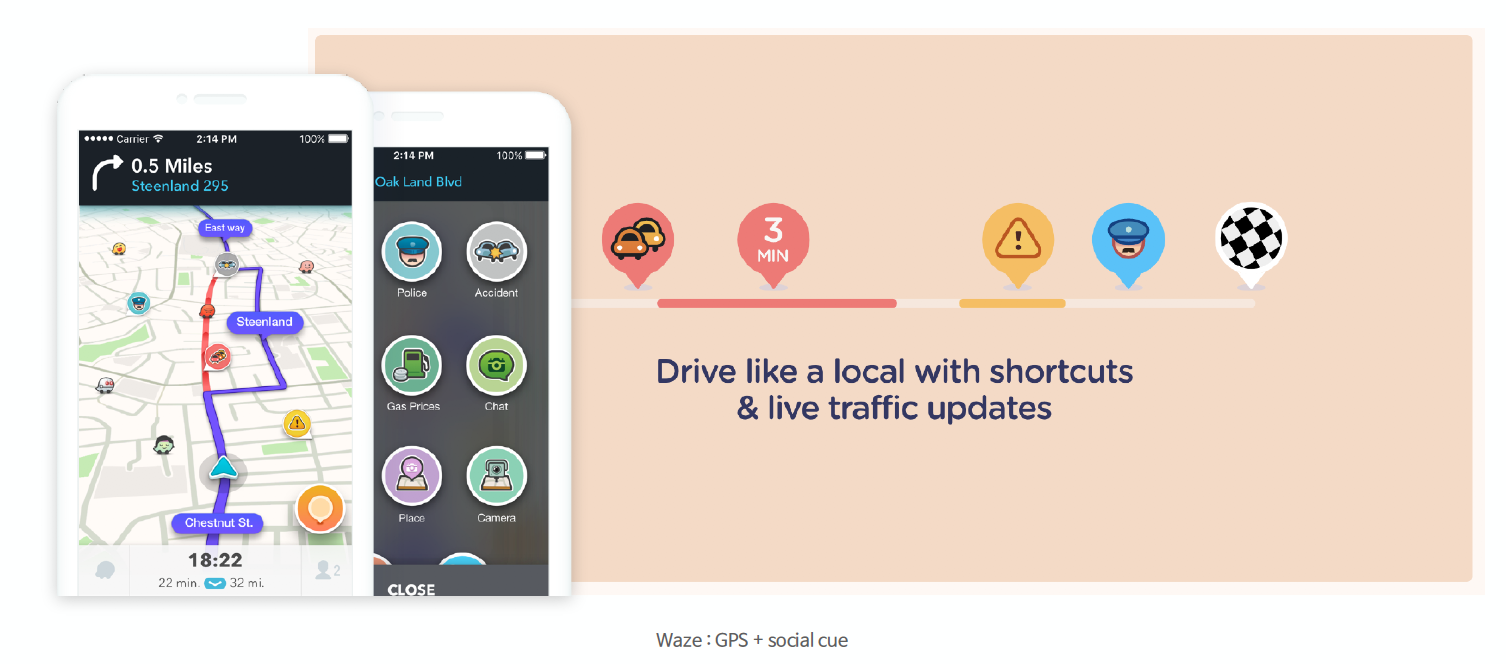 Carrier 2:14 PM 100%
0.5 Miles
Steenland 295
East way
Steenland
Chestnut St.
18:22
22 min. 32 mi.
2
2:14 PM 100%
Oak Land Blvd
Police Accident
Gas Prices Chat
Place Camera
CLOSE
3
MIN
Drive like a local with shortcuts
& live traffic updates
Waze : GPS + social cue